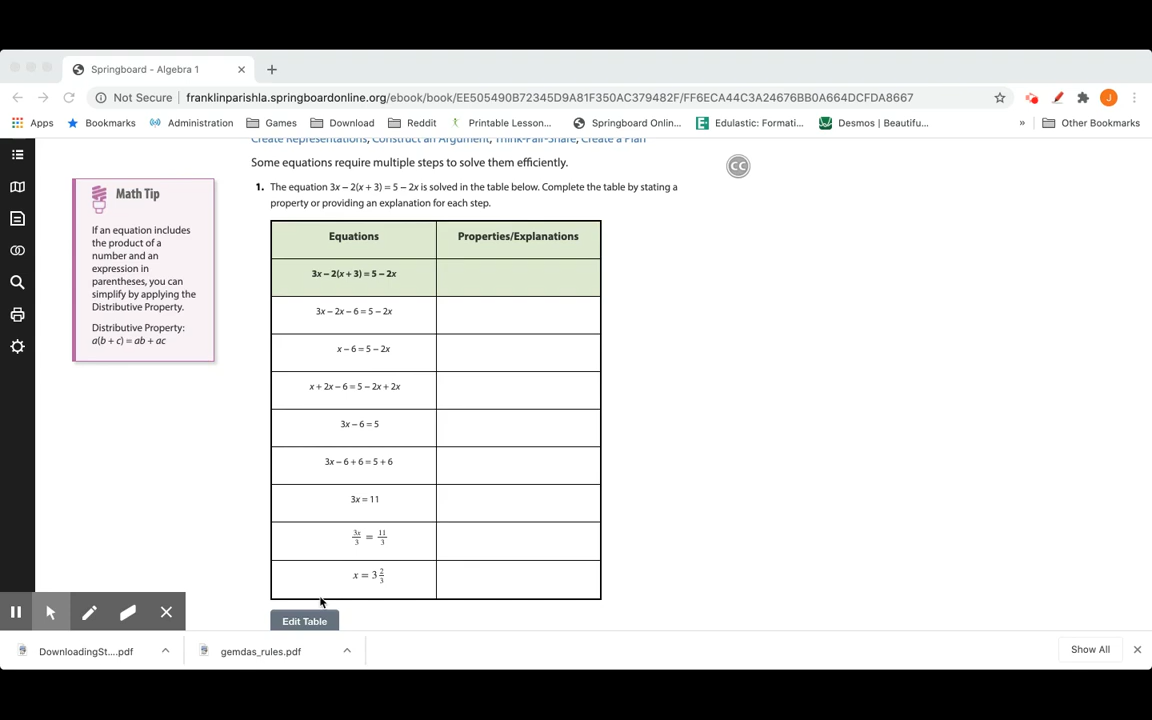 Springboard - Algebra 1
Not Secure franklinparishla.springboardonline.org/ebook/book/EE505490B72345D9A81F350AC379482F/FF6ECA44C3A24676BB0A664DCFDA8667
J
Apps Bookmarks Administration Games Download Reddit Printable Lesson... Springboard Onlin... Edulastic: Formati... Desmos | Beautifu... » Other Bookmarks
Create Representations, Construct an Argument, Think-Pair-Share, Create a Plan
Some equations require multiple steps to solve them efficiently.
CC
1. The equation 3x – 2(x + 3) = 5 – 2x is solved in the table below. Complete the table by stating a
property or providing an explanation for each step.
Math Tip
If an equation includes
the product of a
number and an
expression in
parentheses, you can
simplify by applying the
Distributive Property.
Distributive Property:
a(b + c) = ab + ac
Equations Properties/Explanations
3x – 2(x + 3) = 5 – 2x
3x – 2x – 6 = 5 – 2x
x – 6 = 5 – 2x
x + 2x – 6 = 5 – 2x + 2x
3x – 6 = 5
3x – 6 + 6 = 5 + 6
3x = 11
3x/3 = 11/3
x = 3 2/3
Edit Table
DownloadingSt....pdf gemdas_rules.pdf Show All